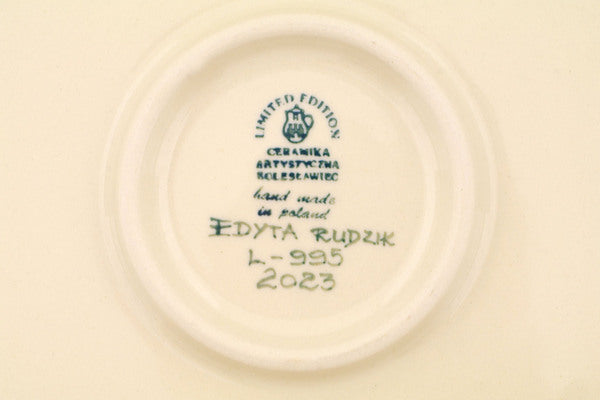 LIMITED EDITION
CERAMIKA
ARTYSTYCZNA
BOLESŁAWIEC
hand made
in poland
EDYTA RUDZIK
L-995
2023